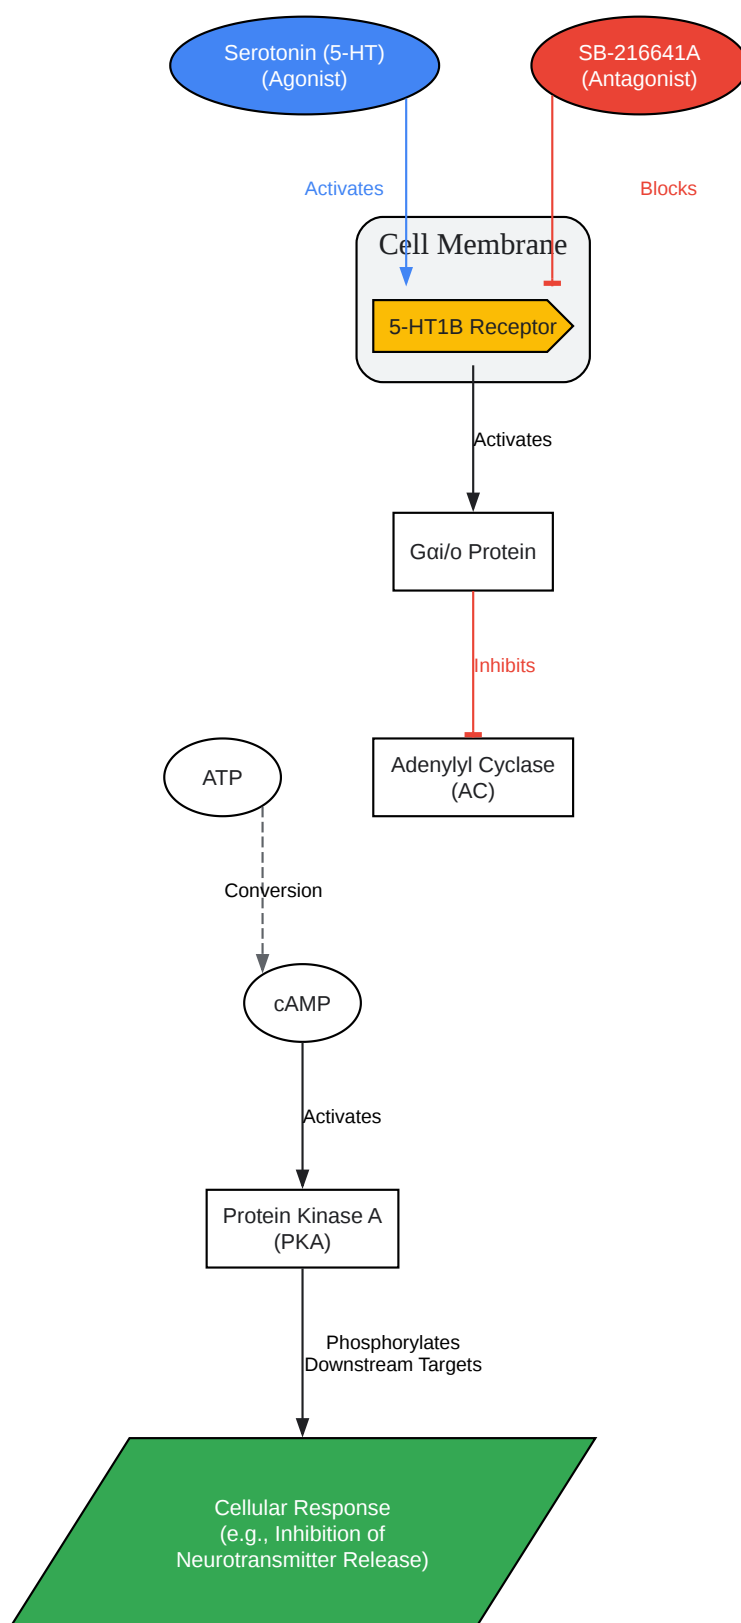 Serotonin (5-HT)
(Agonist)
SB-216641A
(Antagonist)
Activates
Blocks
Cell Membrane
5-HT1B Receptor
Activates
Gαi/o Protein
Inhibits
ATP
Adenylyl Cyclase
(AC)
Conversion
cAMP
Activates
Protein Kinase A
(PKA)
Phosphorylates
Downstream Targets
Cellular Response
(e.g., Inhibition of
Neurotransmitter Release)